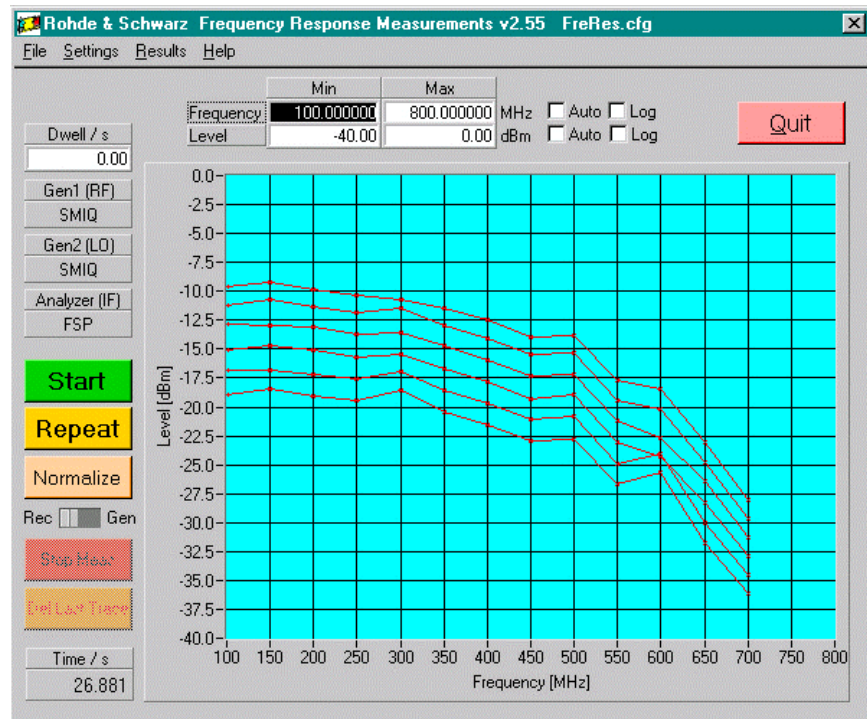 Rohde & Schwarz Frequency Response Measurements v2.55 FreRes.cfg
File Settings Results Help
Min Max
Frequency 100.000000 800.000000 MHz Auto Log
Level -40.00 0.00 dBm Auto Log
Quit
Dwell / s
0.00
Gen1 (RF)
SMIQ
Gen2 (LO)
SMIQ
Analyzer (IF)
FSP
Start
Repeat
Normalize
Rec Gen
Stop Meas
Del Last Trace
Time / s
26.881
Level [dBm]
0.0
-2.5
-5.0
-7.5
-10.0
-12.5
-15.0
-17.5
-20.0
-22.5
-25.0
-27.5
-30.0
-32.5
-35.0
-37.5
-40.0
100 150 200 250 300 350 400 450 500 550 600 650 700 750 800
Frequency [MHz]